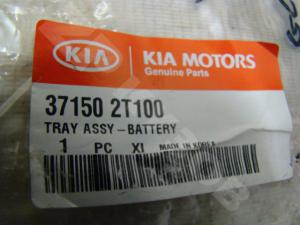 KIA
KIA MOTORS
Genuine Parts
37150 2T100
TRAY ASSY-BATTERY
1 PC XI MADE IN KOREA